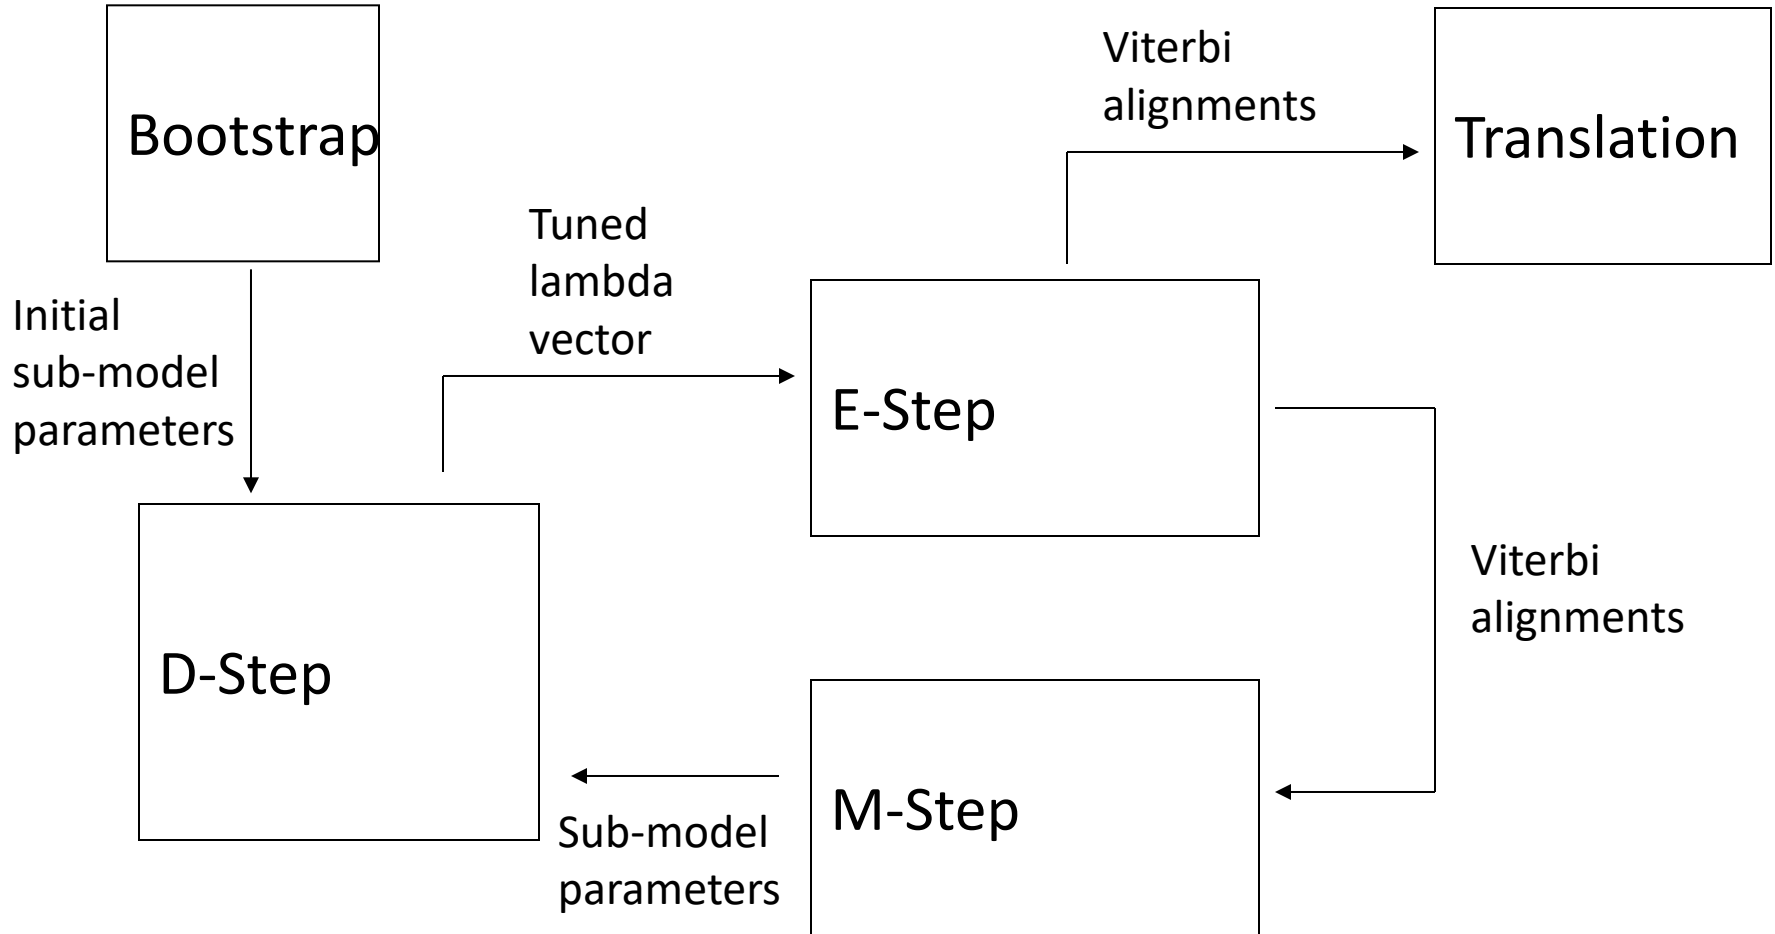 Bootstrap
Viterbi
alignments
Translation
Tuned
lambda
vector
Initial
sub-model
parameters
E-Step
Viterbi
alignments
D-Step
M-Step
Sub-model
parameters